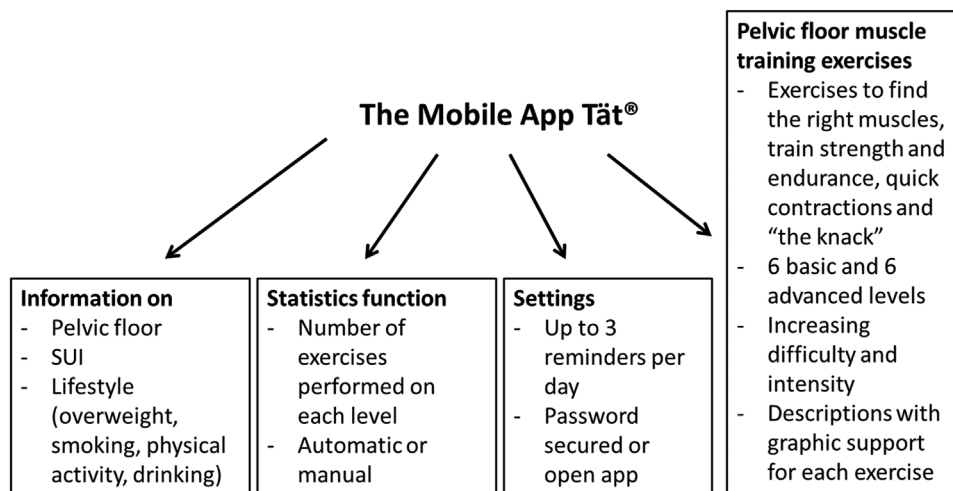 The Mobile App Tät®
Information on
- Pelvic floor
- SUI
- Lifestyle
(overweight,
smoking, physical
activity, drinking)
Statistics function
- Number of
exercises
performed on
each level
- Automatic or
manual
Settings
- Up to 3
reminders per
day
- Password
secured or
open app
Pelvic floor muscle
training exercises
- Exercises to find
the right muscles,
train strength and
endurance, quick
contractions and
“the knack”
- 6 basic and 6
advanced levels
- Increasing
difficulty and
intensity
- Descriptions with
graphic support
for each exercise